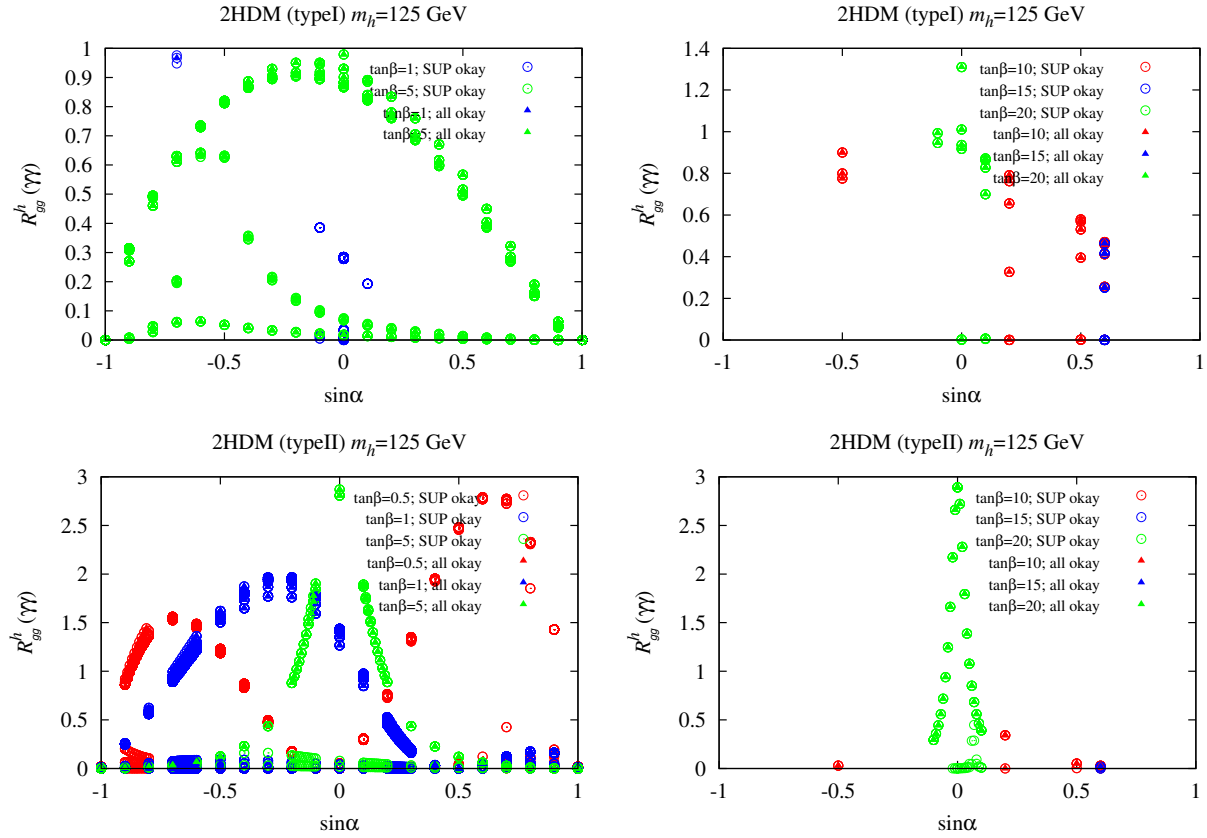 2HDM (typeI) m_h=125 GeV
R^h_gg (γγ)
1
0.9
0.8
0.7
0.6
0.5
0.4
0.3
0.2
0.1
0
tanβ=1; SUP okay
tanβ=5; SUP okay
tanβ=1; all okay
tanβ=5; all okay
-1
-0.5
0
0.5
1
sinα
2HDM (typeI) m_h=125 GeV
R^h_gg (γγ)
1.4
1.2
1
0.8
0.6
0.4
0.2
0
tanβ=10; SUP okay
tanβ=15; SUP okay
tanβ=20; SUP okay
tanβ=10; all okay
tanβ=15; all okay
tanβ=20; all okay
-1
-0.5
0
0.5
1
sinα
2HDM (typeII) m_h=125 GeV
R^h_gg (γγ)
3
2.5
2
1.5
1
0.5
0
tanβ=0.5; SUP okay
tanβ=1; SUP okay
tanβ=5; SUP okay
tanβ=0.5; all okay
tanβ=1; all okay
tanβ=5; all okay
-1
-0.5
0
0.5
1
sinα
2HDM (typeII) m_h=125 GeV
R^h_gg (γγ)
3
2.5
2
1.5
1
0.5
0
tanβ=10; SUP okay
tanβ=15; SUP okay
tanβ=20; SUP okay
tanβ=10; all okay
tanβ=15; all okay
tanβ=20; all okay
-1
-0.5
0
0.5
1
sinα